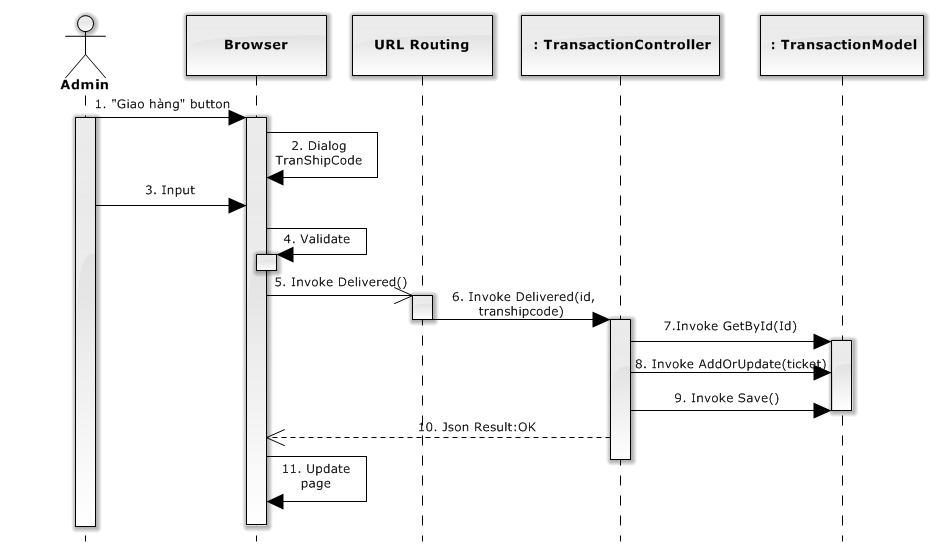 Browser
URL Routing
: TransactionController
: TransactionModel
Admin
1. "Giao hàng" button
2. Dialog
TranShipCode
3. Input
4. Validate
5. Invoke Delivered()
6. Invoke Delivered(id,
transhipcode)
7.Invoke GetById(Id)
8. Invoke AddOrUpdate(ticket)
9. Invoke Save()
10. Json Result:OK
11. Update
page